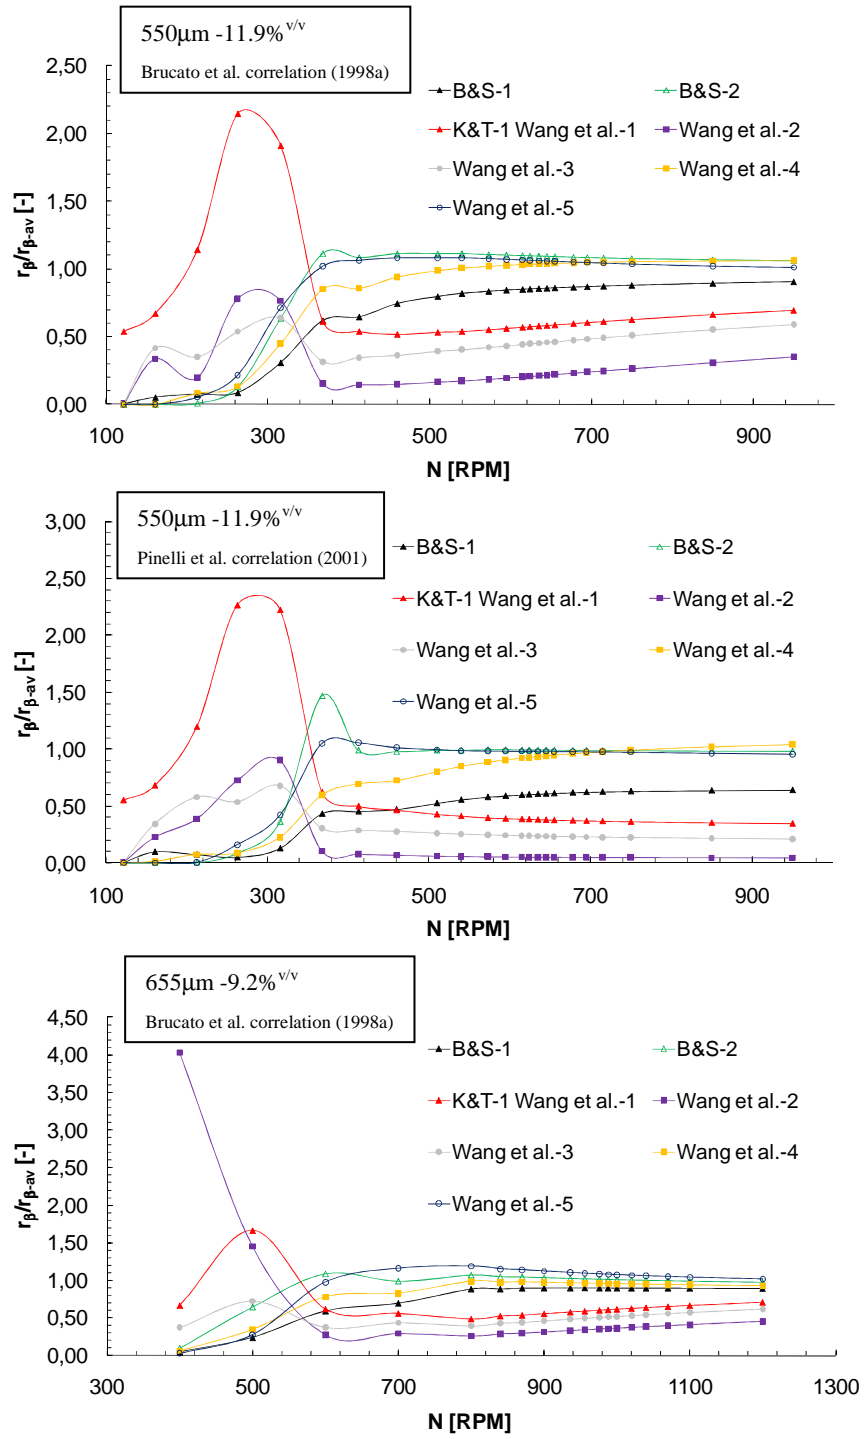 550µm -11.9%v/v
Brucato et al. correlation (1998a)
2,50
2,00
1,50
1,00
0,50
0,00
rβ/rβ-av [-]
B&S-1
B&S-2
K&T-1 Wang et al.-1
Wang et al.-2
Wang et al.-3
Wang et al.-4
Wang et al.-5
100 300 500 700 900
N [RPM]
550µm -11.9%v/v
Pinelli et al. correlation (2001)
3,00
2,50
2,00
1,50
1,00
0,50
0,00
rβ/rβ-av [-]
B&S-1
B&S-2
K&T-1 Wang et al.-1
Wang et al.-2
Wang et al.-3
Wang et al.-4
Wang et al.-5
100 300 500 700 900
N [RPM]
655µm -9.2%v/v
Brucato et al. correlation (1998a)
4,50
4,00
3,50
3,00
2,50
2,00
1,50
1,00
0,50
0,00
rβ/rβ-av [-]
B&S-1
B&S-2
K&T-1 Wang et al.-1
Wang et al.-2
Wang et al.-3
Wang et al.-4
Wang et al.-5
300 500 700 900 1100 1300
N [RPM]